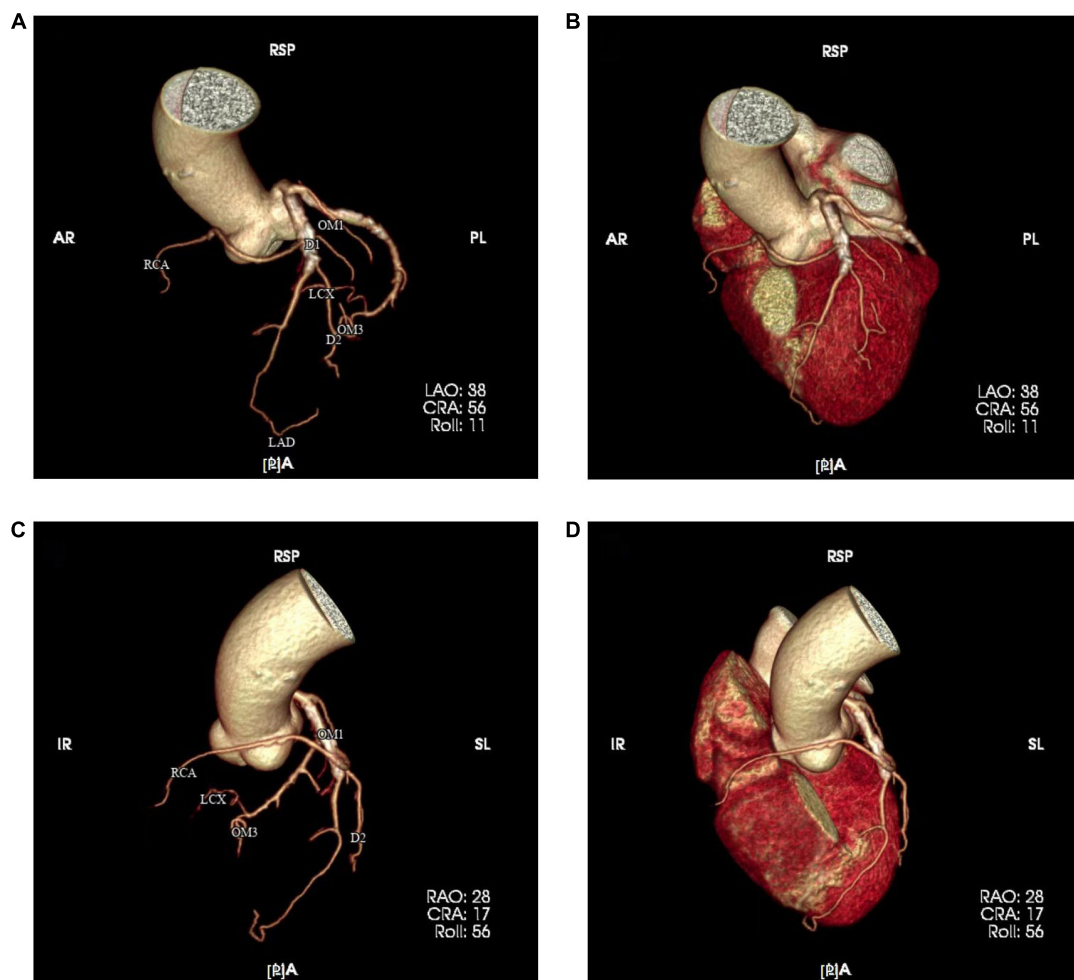 A
RSP
AR
PL
OM1
D1
RCA
LCX
OM3
D2
LAD
LAO: 38
CRA: 56
Roll: 11
B
RSP
AR
PL
LAO: 38
CRA: 56
Roll: 11
C
RSP
IR
SL
OM1
RCA
LCX
OM3
D2
RAO: 28
CRA: 17
Roll: 56
D
RSP
IR
SL
RAO: 28
CRA: 17
Roll: 56